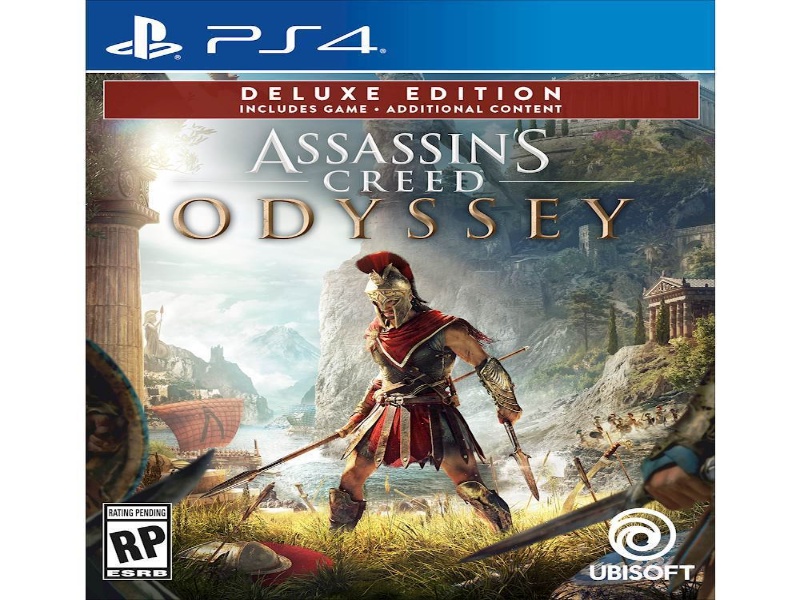 PS4
DELUXE EDITION
INCLUDES GAME + ADDITIONAL CONTENT
ASSASSIN'S
CREED
ODYSSEY
RATING PENDING
RP
ESRB
UBISOFT